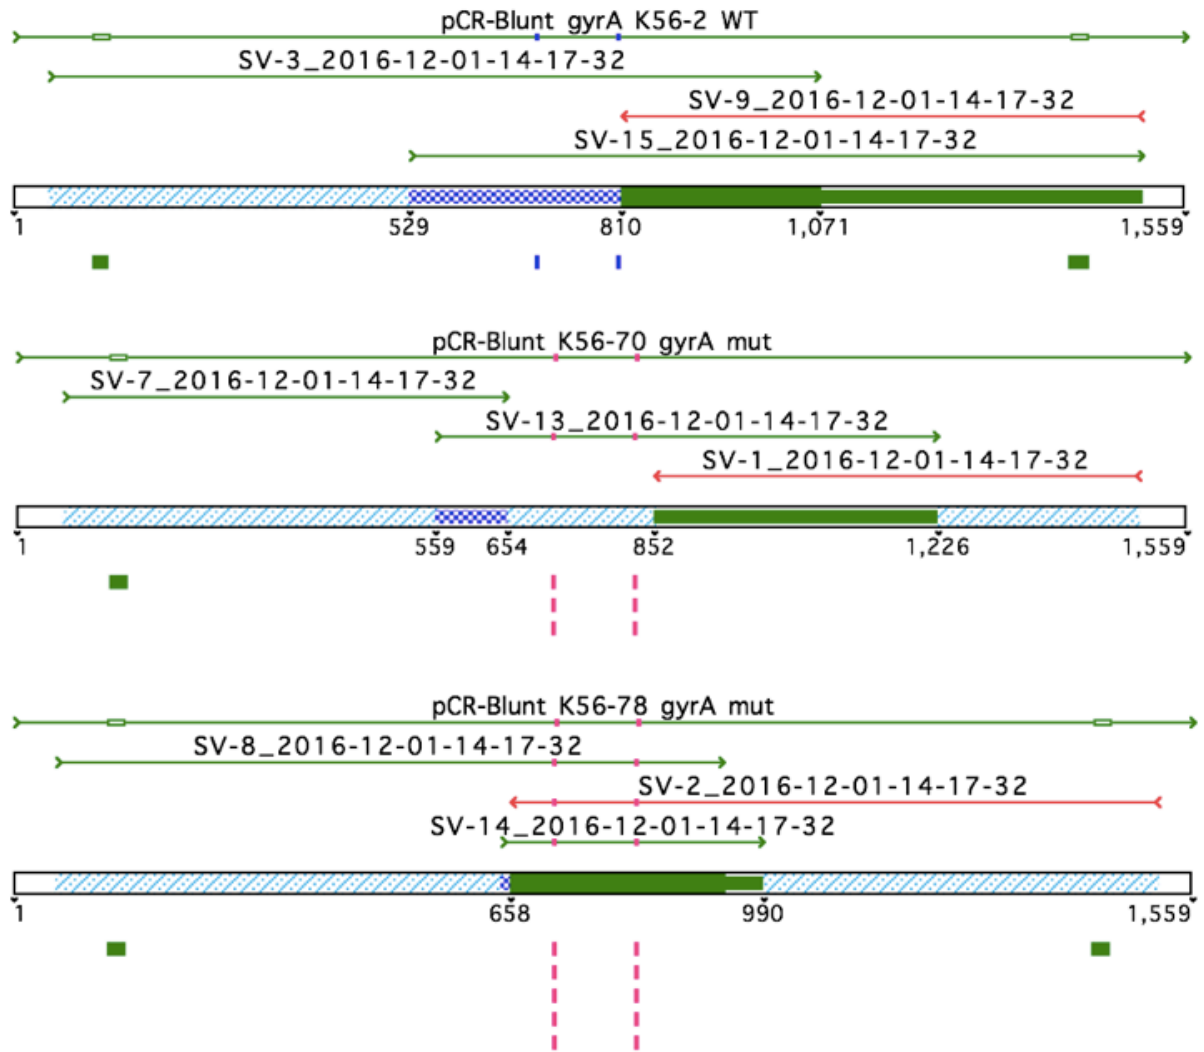 pCR-Blunt gyrA K56-2 WT
SV-3_2016-12-01-14-17-32
SV-9_2016-12-01-14-17-32
SV-15_2016-12-01-14-17-32
1 529 810 1,071 1,559
pCR-Blunt K56-70 gyrA mut
SV-7_2016-12-01-14-17-32
SV-13_2016-12-01-14-17-32
SV-1_2016-12-01-14-17-32
1 559 654 852 1,226 1,559
pCR-Blunt K56-78 gyrA mut
SV-8_2016-12-01-14-17-32
SV-2_2016-12-01-14-17-32
SV-14_2016-12-01-14-17-32
1 658 990 1,559